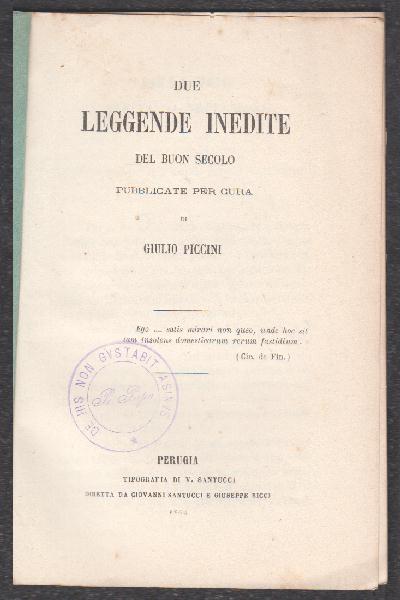 DUE
LEGGENDE INEDITE
DEL BUON SECOLO
PUBBLICATE PER CURA
DI
GIULIO PICCINI
Ego .... satis mirari non queo, unde hoc sit
tam insolens domesticarum rerum fastidium.
(Cic. de Fin.)
DE HIS NON GVSTABIT ASINVS
PERUGIA
TIPOGRAFIA DI V. SANTUCCI
DIRETTA DA GIOVANNI SANTUCCI E GIUSEPPE RICCI